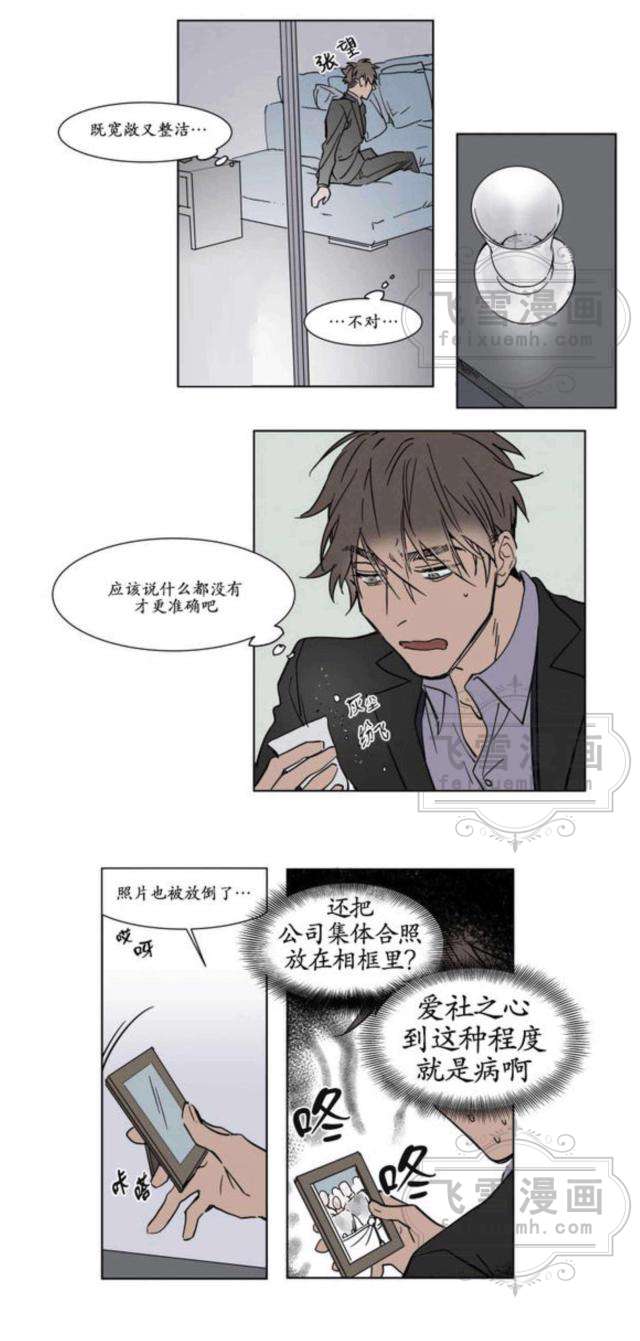 张望
既宽敞又整洁…
…不对…
飞雪漫画
feixuemh.com
应该说什么都没有
才更准确吧
灰尘
纷飞
飞雪漫画
feixuemh.com
照片也被放倒了…
哎呀
咔嗒
还把
公司集体合照
放在相框里?
爱社之心
到这种程度
就是病啊
咚
咚
飞雪漫画
feixuemh.com